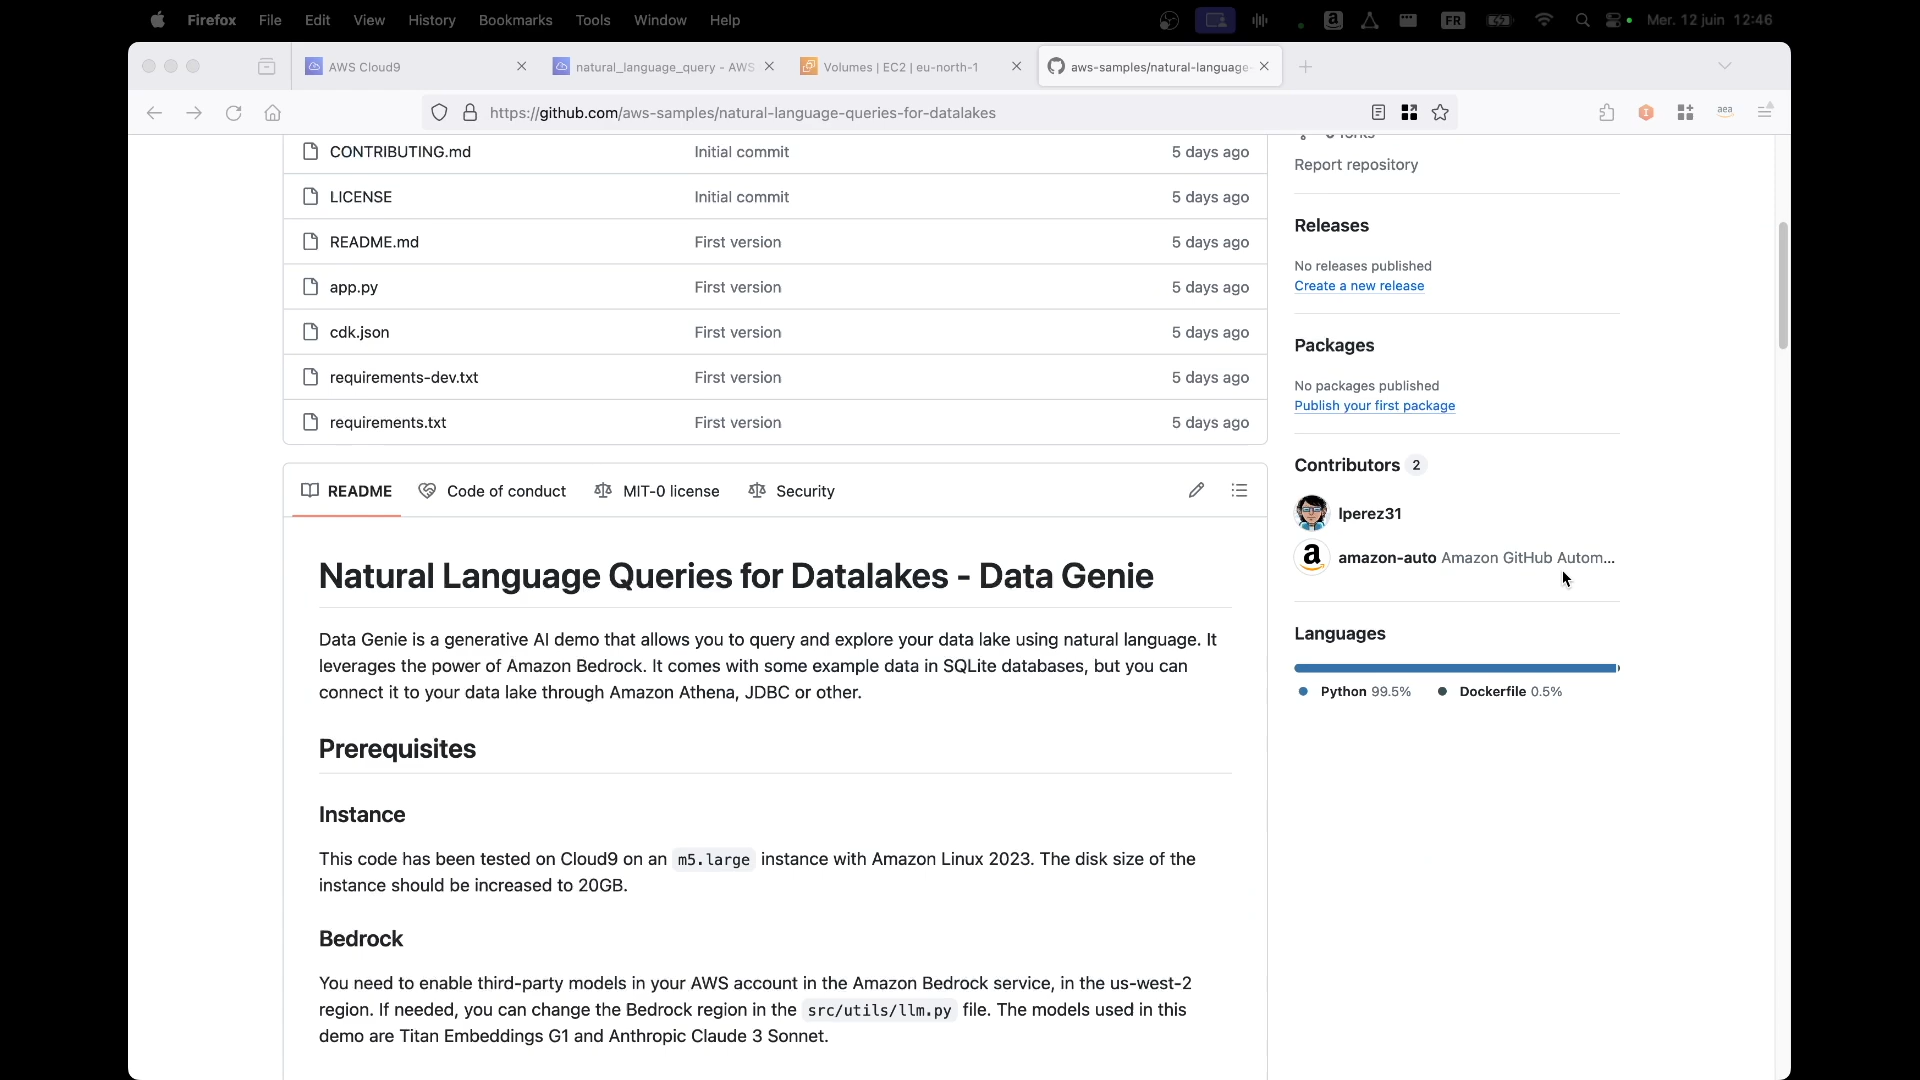 Firefox File Edit View History Bookmarks Tools Window Help FR Mer. 12 juin 12:46
AWS Cloud9 natural_language_query - AWS Volumes | EC2 | eu-north-1 aws-samples/natural-language-
https://github.com/aws-samples/natural-language-queries-for-datalakes aea
CONTRIBUTING.md Initial commit 5 days ago
LICENSE Initial commit 5 days ago
README.md First version 5 days ago
app.py First version 5 days ago
cdk.json First version 5 days ago
requirements-dev.txt First version 5 days ago
requirements.txt First version 5 days ago
README Code of conduct MIT-0 license Security
Natural Language Queries for Datalakes - Data Genie
Data Genie is a generative AI demo that allows you to query and explore your data lake using natural language. It
leverages the power of Amazon Bedrock. It comes with some example data in SQLite databases, but you can
connect it to your data lake through Amazon Athena, JDBC or other.
Prerequisites
Instance
This code has been tested on Cloud9 on an m5.large instance with Amazon Linux 2023. The disk size of the
instance should be increased to 20GB.
Bedrock
You need to enable third-party models in your AWS account in the Amazon Bedrock service, in the us-west-2
region. If needed, you can change the Bedrock region in the src/utils/llm.py file. The models used in this
demo are Titan Embeddings G1 and Anthropic Claude 3 Sonnet.
Report repository
Releases
No releases published
Create a new release
Packages
No packages published
Publish your first package
Contributors 2
lperez31
amazon-auto Amazon GitHub Autom...
Languages
Python 99.5% Dockerfile 0.5%